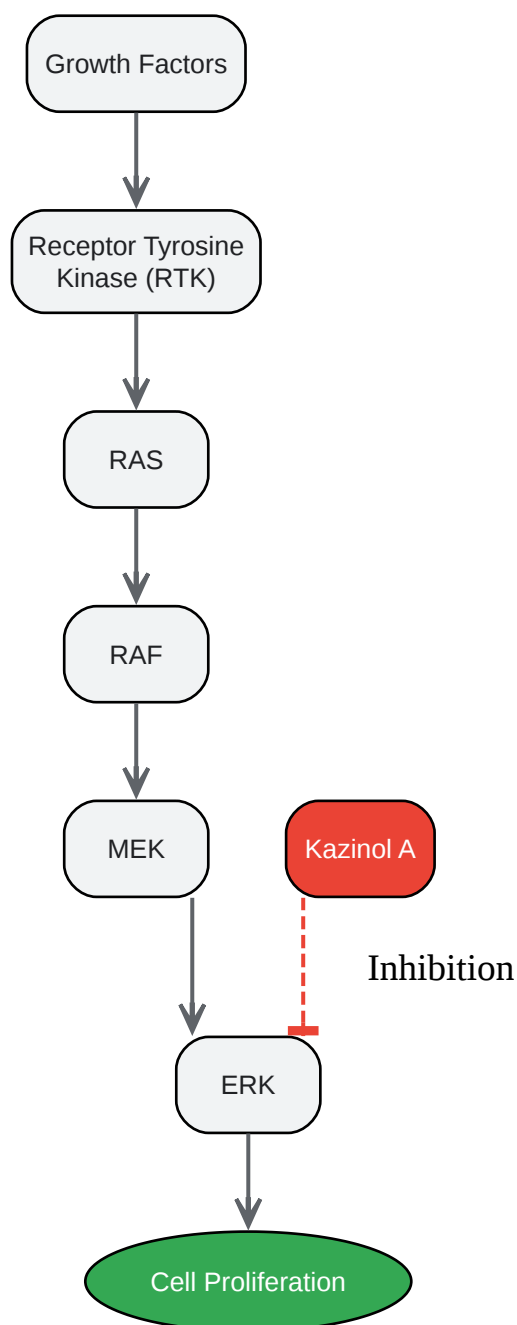 Growth Factors
Receptor Tyrosine
Kinase (RTK)
RAS
RAF
MEK
Kazinol A
Inhibition
ERK
Cell Proliferation